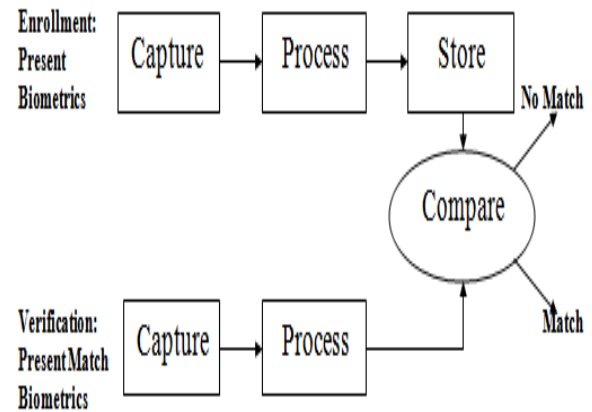 Enrollment:
Present
Biometrics
Capture
Process
Store
No Match
Compare
Match
Verification:
Present Match
Biometrics
Capture
Process